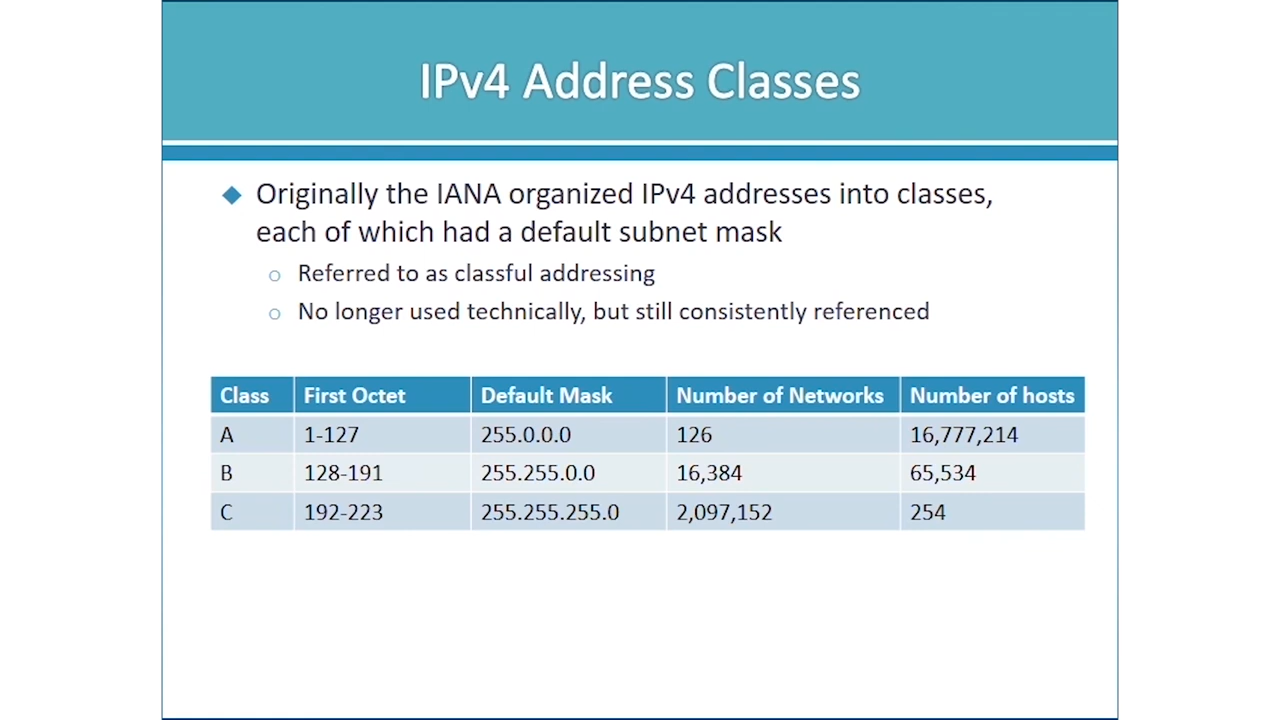 IPv4 Address Classes
Originally the IANA organized IPv4 addresses into classes,
each of which had a default subnet mask
Referred to as classful addressing
No longer used technically, but still consistently referenced
Class First Octet Default Mask Number of Networks Number of hosts
A 1-127 255.0.0.0 126 16,777,214
B 128-191 255.255.0.0 16,384 65,534
C 192-223 255.255.255.0 2,097,152 254